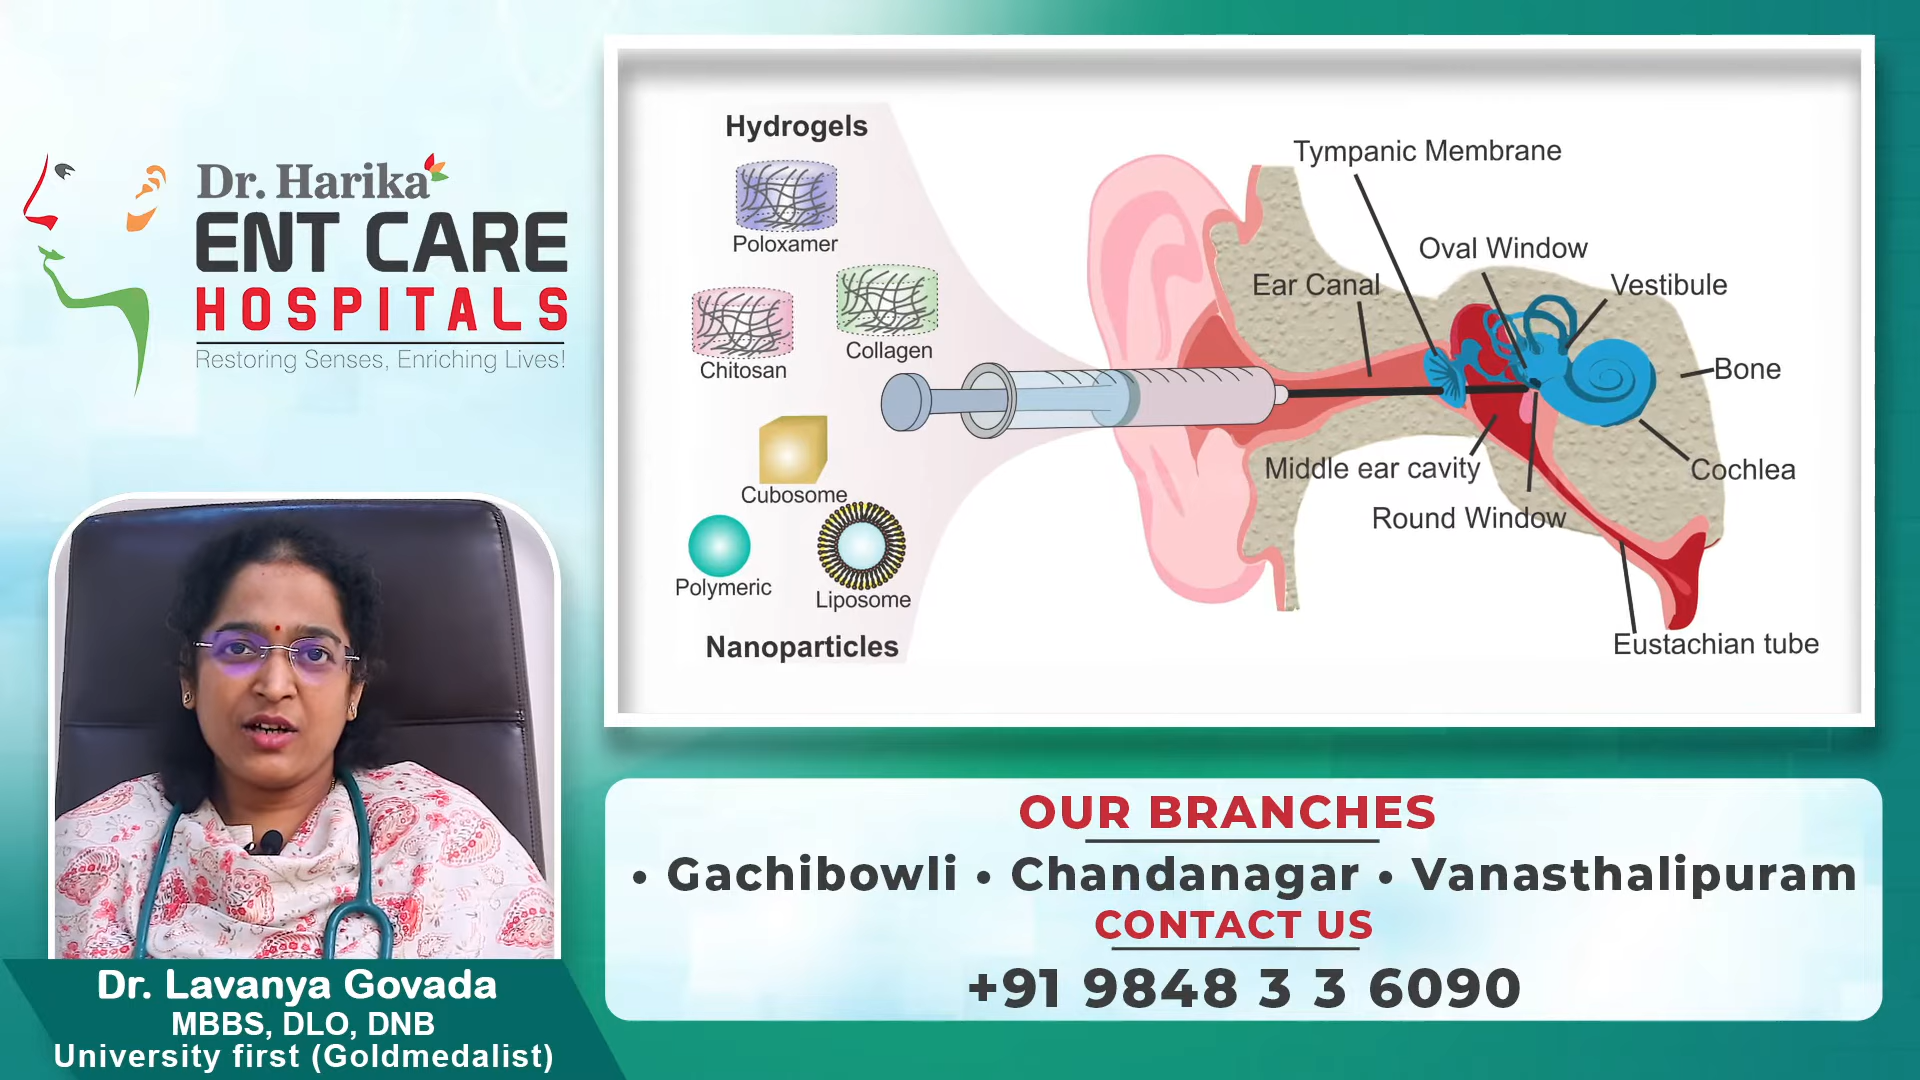 Dr. Harika
ENT CARE
HOSPITALS
Restoring Senses, Enriching Lives!
Hydrogels
Poloxamer
Chitosan
Collagen
Cubosome
Polymeric
Liposome
Nanoparticles
Tympanic Membrane
Oval Window
Ear Canal
Vestibule
Bone
Middle ear cavity
Cochlea
Round Window
Eustachian tube
Dr. Lavanya Govada
MBBS, DLO, DNB
University first (Goldmedalist)
OUR BRANCHES
• Gachibowli • Chandanagar • Vanasthalipuram
CONTACT US
+91 9848 3 3 6090